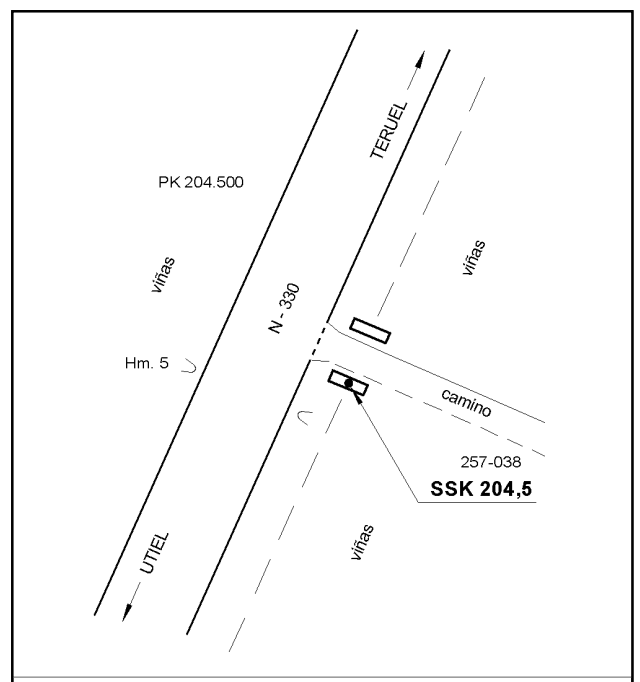 TERUEL
PK 204.500
viñas
viñas
N - 330
Hm. 5
camino
257-038
SSK 204,5
viñas
UTIEL